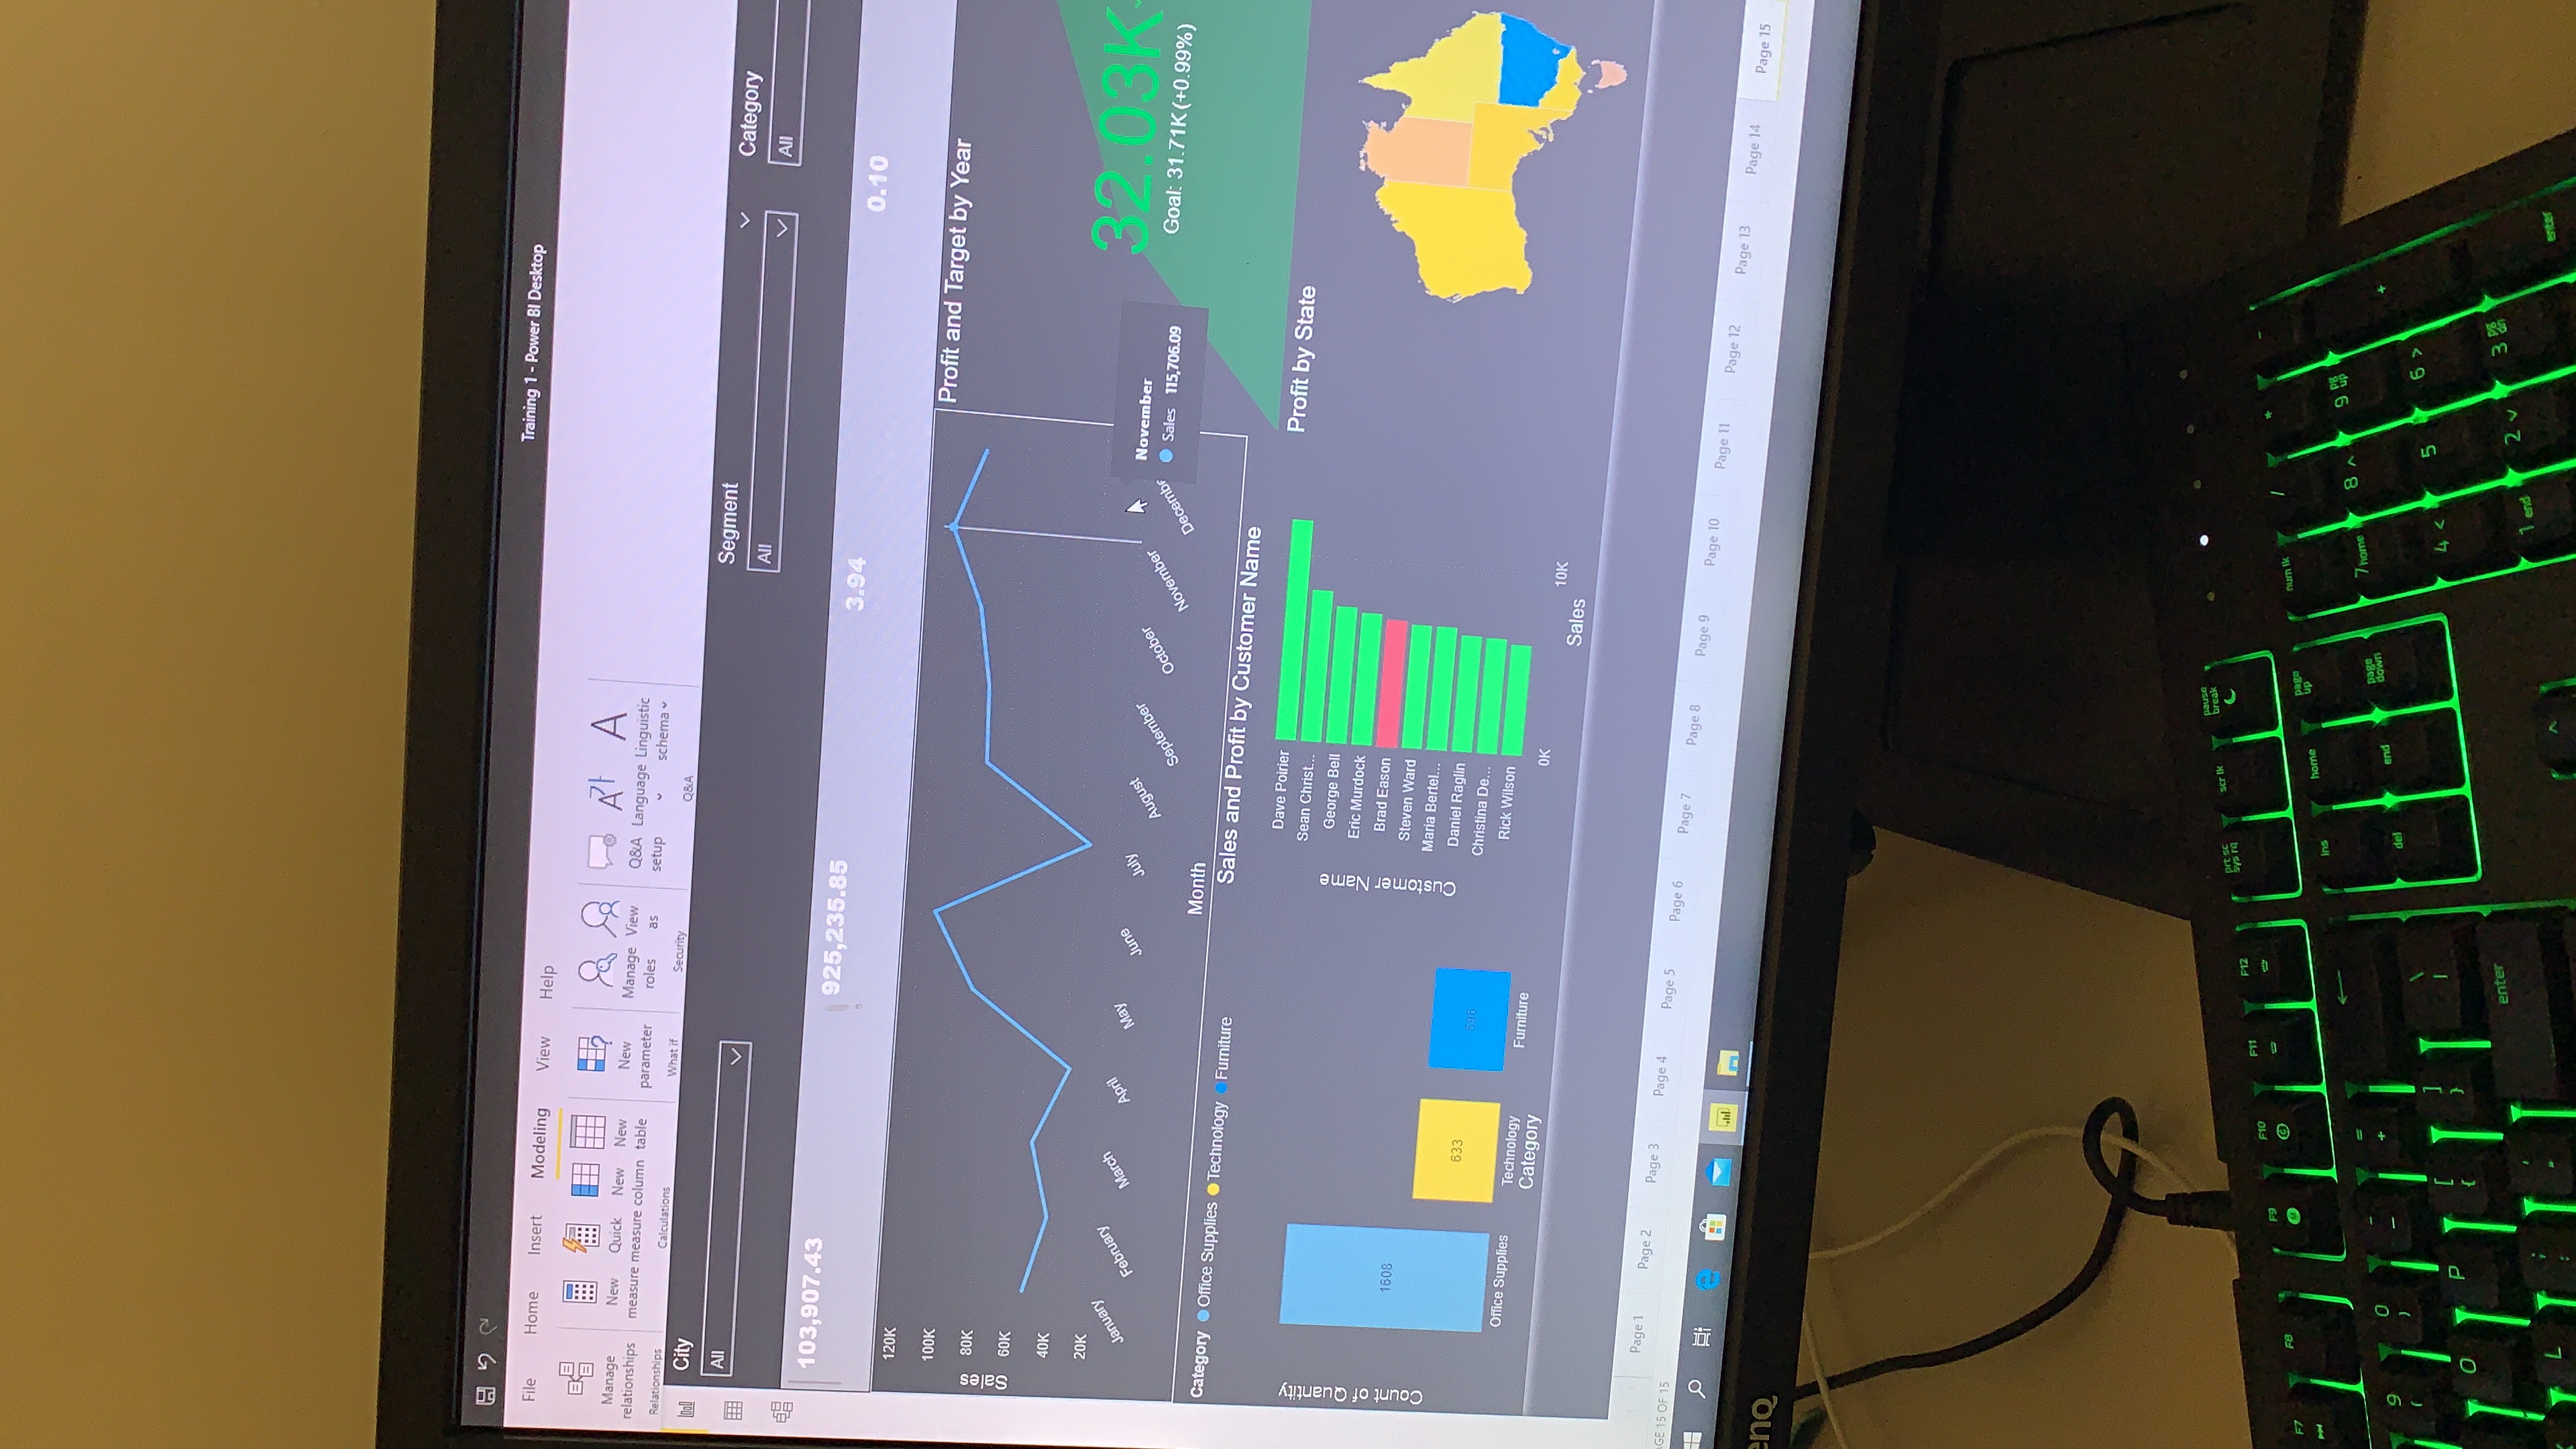 Training 1 - Power BI Desktop
File Home Insert Modeling View Help
Manage relationships
New measure
Quick measure
New column
New table
New parameter
Manage roles
View as
Q&A setup
Language
Linguistic schema
Relationships
Calculations
What if
Security
Q&A
City
All
Segment
All
Category
All
103,907.43
925,235.85
3.94
0.10
120K
100K
80K
60K
40K
20K
Sales
January February March April May June July August September October November Decembe
Month
November
Sales 115,706.09
Profit and Target by Year
32.03K
Goal: 31.71K (+0.99%)
Category Office Supplies Technology Furniture
Count of Quantity
1608
633
Office Supplies
Technology
Furniture
Category
Sales and Profit by Customer Name
Customer Name
Dave Poirier
Sean Christ...
George Bell
Eric Murdock
Brad Eason
Steven Ward
Maria Bertel...
Daniel Raglin
Christina De...
Rick Wilson
0K
10K
Sales
Profit by State
Page 1 Page 2 Page 3 Page 4 Page 5 Page 6 Page 7 Page 8 Page 9 Page 10 Page 11 Page 12 Page 13 Page 14 Page 15
AGE 15 OF 15
enQ
F7 F8 F9 F10 F11 F12
prt sc sys rq
scr lk
pause break
ins home page up
num lk / * -
del end page down
7 home 8 9 pg up +
9 ( 0 ) - _ = +
4 < 5 6 >
O P [ { ] } \ |
enter
1 end 2 3 pg dn
L ; : ' "
enter